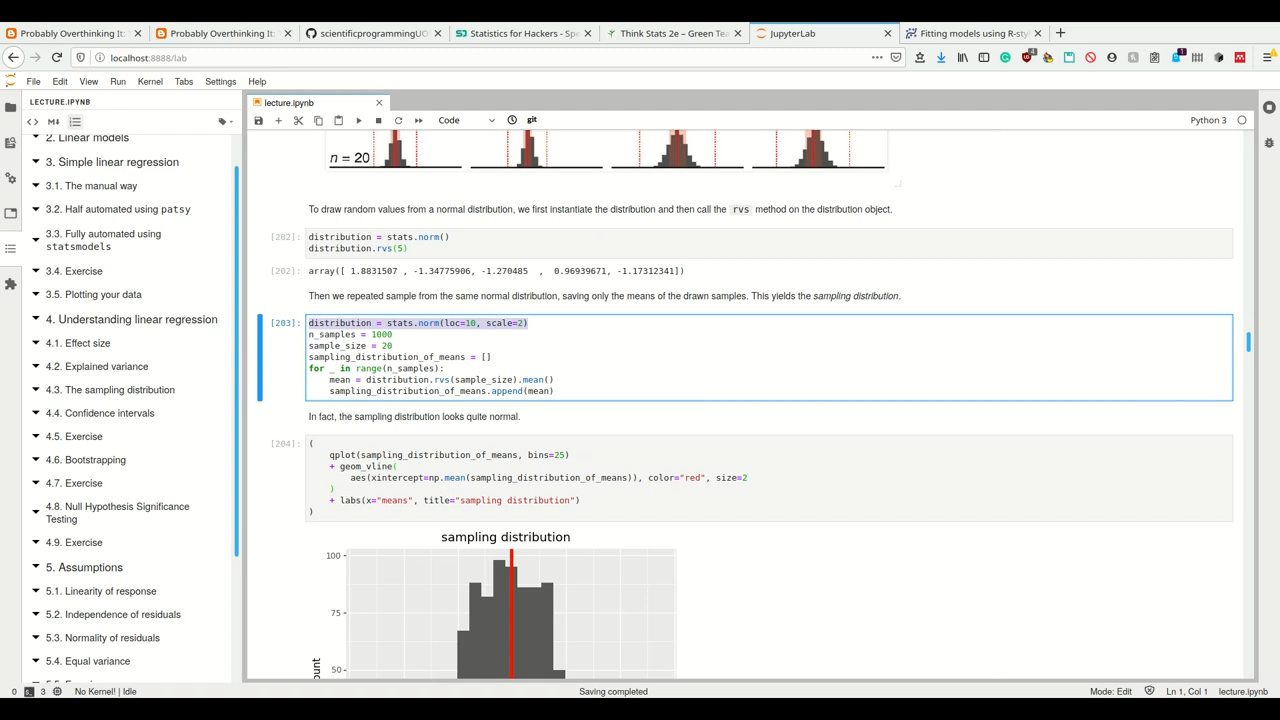 Probably Overthinking It:
Probably Overthinking It:
scientificprogrammingUO
Statistics for Hackers - Spe
Think Stats 2e – Green Tea
JupyterLab
Fitting models using R-sty
localhost:8888/lab
4
1
File Edit View Run Kernel Tabs Settings Help
LECTURE.IPYNB
2. Linear models
3. Simple linear regression
3.1. The manual way
3.2. Half automated using patsy
3.3. Fully automated using
statsmodels
3.4. Exercise
3.5. Plotting your data
4. Understanding linear regression
4.1. Effect size
4.2. Explained variance
4.3. The sampling distribution
4.4. Confidence intervals
4.5. Exercise
4.6. Bootstrapping
4.7. Exercise
4.8. Null Hypothesis Significance
Testing
4.9. Exercise
5. Assumptions
5.1. Linearity of response
5.2. Independence of residuals
5.3. Normality of residuals
5.4. Equal variance
lecture.ipynb
Code
git
Python 3
n = 20
To draw random values from a normal distribution, we first instantiate the distribution and then call the rvs method on the distribution object.
[202]: distribution = stats.norm()
distribution.rvs(5)
[202]: array([ 1.8831507 , -1.34775906, -1.270485  ,  0.96939671, -1.17312341])
Then we repeated sample from the same normal distribution, saving only the means of the drawn samples. This yields the sampling distribution.
[203]: distribution = stats.norm(loc=10, scale=2)
n_samples = 1000
sample_size = 20
sampling_distribution_of_means = []
for _ in range(n_samples):
    mean = distribution.rvs(sample_size).mean()
    sampling_distribution_of_means.append(mean)
In fact, the sampling distribution looks quite normal.
[204]: (
    qplot(sampling_distribution_of_means, bins=25)
    + geom_vline(
        aes(xintercept=np.mean(sampling_distribution_of_means)), color="red", size=2
    )
    + labs(x="means", title="sampling distribution")
)
sampling distribution
100
75
50
ount
0
3
No Kernel! | Idle
Saving completed
Mode: Edit
Ln 1, Col 1
lecture.ipynb